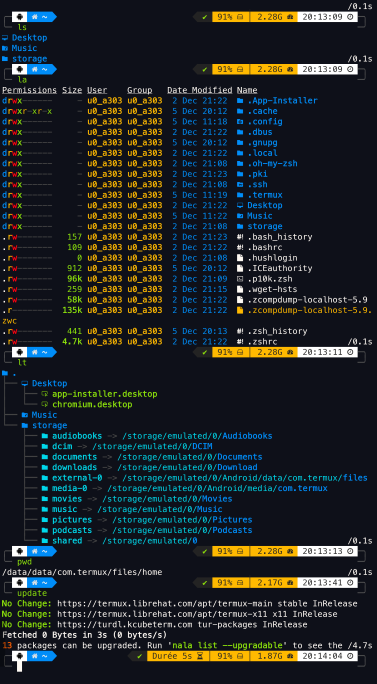 /0.1s
~ ✔ 91% 2.28G 20:13:09
ls
Desktop
Music
storage /0.1s
~ ✔ 91% 2.28G 20:13:09
la
Permissions Size User Group Date Modified Name
drwx------ - u0_a303 u0_a303 2 Dec 21:22 .App-Installer
drwxr-xr-x - u0_a303 u0_a303 5 Dec 20:12 .cache
drwx------ - u0_a303 u0_a303 5 Dec 11:18 .config
drwx------ - u0_a303 u0_a303 2 Dec 21:22 .dbus
drwx------ - u0_a303 u0_a303 5 Dec 20:12 .gnupg
drwx------ - u0_a303 u0_a303 2 Dec 21:22 .local
drwx------ - u0_a303 u0_a303 2 Dec 21:08 .oh-my-zsh
drwx------ - u0_a303 u0_a303 2 Dec 21:23 .pki
drwx------ - u0_a303 u0_a303 2 Dec 21:08 .ssh
drwx------ - u0_a303 u0_a303 5 Dec 11:19 .termux
drwx------ - u0_a303 u0_a303 2 Dec 21:22 Desktop
drwx------ - u0_a303 u0_a303 5 Dec 11:22 Music
drwx------ - u0_a303 u0_a303 2 Dec 21:08 storage
.rw------- 157 u0_a303 u0_a303 2 Dec 21:23 .bash_history
.rw------- 109 u0_a303 u0_a303 2 Dec 21:22 .bashrc
.rw------- 0 u0_a303 u0_a303 2 Dec 21:08 .hushlogin
.rw------- 912 u0_a303 u0_a303 5 Dec 20:12 .ICEauthority
.rw------- 96k u0_a303 u0_a303 2 Dec 21:09 .p10k.zsh
.rw------- 259 u0_a303 u0_a303 2 Dec 21:15 .wget-hsts
.rw------- 58k u0_a303 u0_a303 2 Dec 21:22 .zcompdump-localhost-5.9
.r-------- 135k u0_a303 u0_a303 2 Dec 21:22 .zcompdump-localhost-5.9.
zwc
.rw------- 441 u0_a303 u0_a303 5 Dec 20:13 .zsh_history
.rw------- 4.7k u0_a303 u0_a303 2 Dec 21:22 .zshrc /0.1s
~ ✔ 91% 2.28G 20:13:11
lt
.
Desktop
app-installer.desktop
chromium.desktop
Music
storage
audiobooks -> /storage/emulated/0/Audiobooks
dcim -> /storage/emulated/0/DCIM
documents -> /storage/emulated/0/Documents
downloads -> /storage/emulated/0/Download
external-0 -> /storage/emulated/0/Android/data/com.termux/files
media-0 -> /storage/emulated/0/Android/media/com.termux
movies -> /storage/emulated/0/Movies
music -> /storage/emulated/0/Music
pictures -> /storage/emulated/0/Pictures
podcasts -> /storage/emulated/0/Podcasts
shared -> /storage/emulated/0 /0.1s
~ ✔ 91% 2.28G 20:13:13
pwd
/data/data/com.termux/files/home /0.1s
~ ✔ 91% 2.17G 20:13:41
update
No Change: https://termux.librehat.com/apt/termux-main stable InRelease
No Change: https://termux.librehat.com/apt/termux-x11 x11 InRelease
No Change: https://turdl.kcubeterm.com tur-packages InRelease
Fetched 0 Bytes in 3s (0 bytes/s)
13 packages can be upgraded. Run 'nala list --upgradable' to see the /4.7s
~ ✔ Durée 5s 91% 1.87G 20:14:04